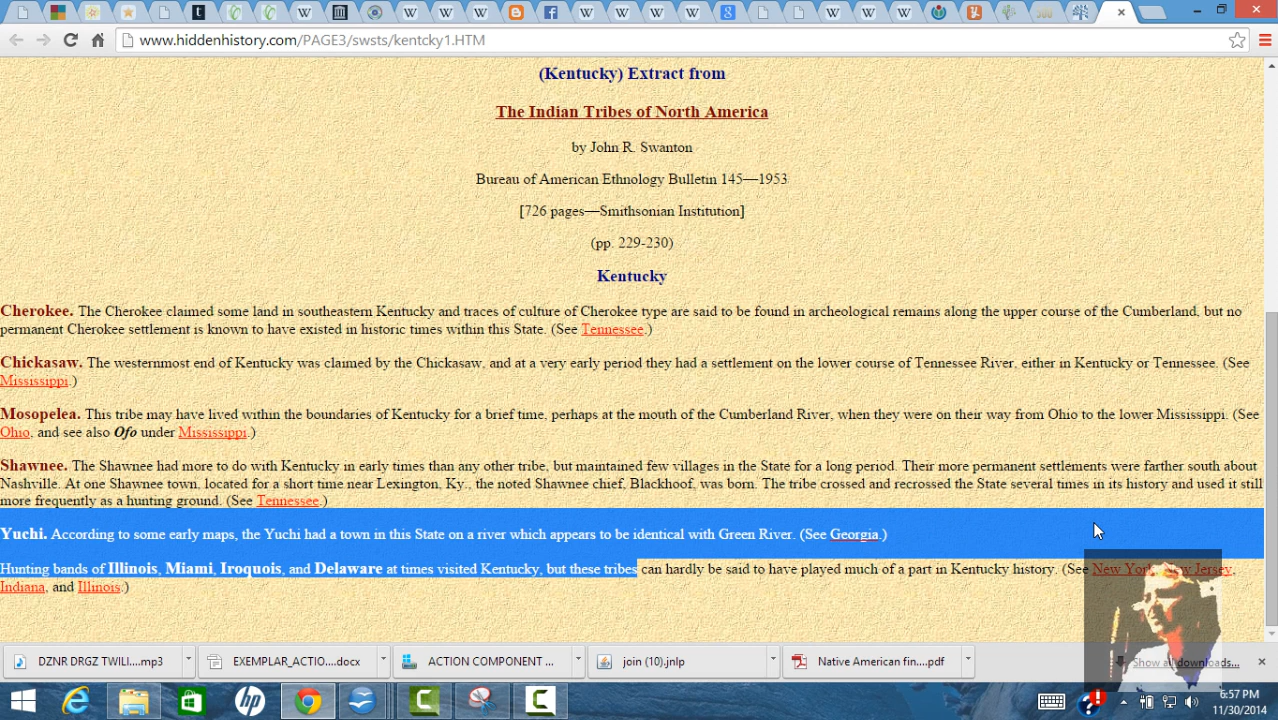 www.hiddenhistory.com/PAGE3/swsts/kentcky1.HTM
(Kentucky) Extract from
The Indian Tribes of North America
by John R. Swanton
Bureau of American Ethnology Bulletin 145—1953
[726 pages—Smithsonian Institution]
(pp. 229-230)
Kentucky
Cherokee. The Cherokee claimed some land in southeastern Kentucky and traces of culture of Cherokee type are said to be found in archeological remains along the upper course of the Cumberland, but no
permanent Cherokee settlement is known to have existed in historic times within this State. (See Tennessee.)
Chickasaw. The westernmost end of Kentucky was claimed by the Chickasaw, and at a very early period they had a settlement on the lower course of Tennessee River, either in Kentucky or Tennessee. (See
Mississippi.)
Mosopelea. This tribe may have lived within the boundaries of Kentucky for a brief time, perhaps at the mouth of the Cumberland River, when they were on their way from Ohio to the lower Mississippi. (See
Ohio, and see also Ofo under Mississippi.)
Shawnee. The Shawnee had more to do with Kentucky in early times than any other tribe, but maintained few villages in the State for a long period. Their more permanent settlements were farther south about
Nashville. At one Shawnee town, located for a short time near Lexington, Ky., the noted Shawnee chief, Blackhoof, was born. The tribe crossed and recrossed the State several times in its history and used it still
more frequently as a hunting ground. (See Tennessee.)
Yuchi. According to some early maps, the Yuchi had a town in this State on a river which appears to be identical with Green River. (See Georgia.)
Hunting bands of Illinois, Miami, Iroquois, and Delaware at times visited Kentucky, but these tribes can hardly be said to have played much of a part in Kentucky history. (See New York, New Jersey,
Indiana, and Illinois.)
DZNR DRGZ TWILI....mp3 EXEMPLAR_ACTIO....docx ACTION COMPONENT ... join (10).jnlp Native American fin....pdf Show all downloads...
6:57 PM
11/30/2014